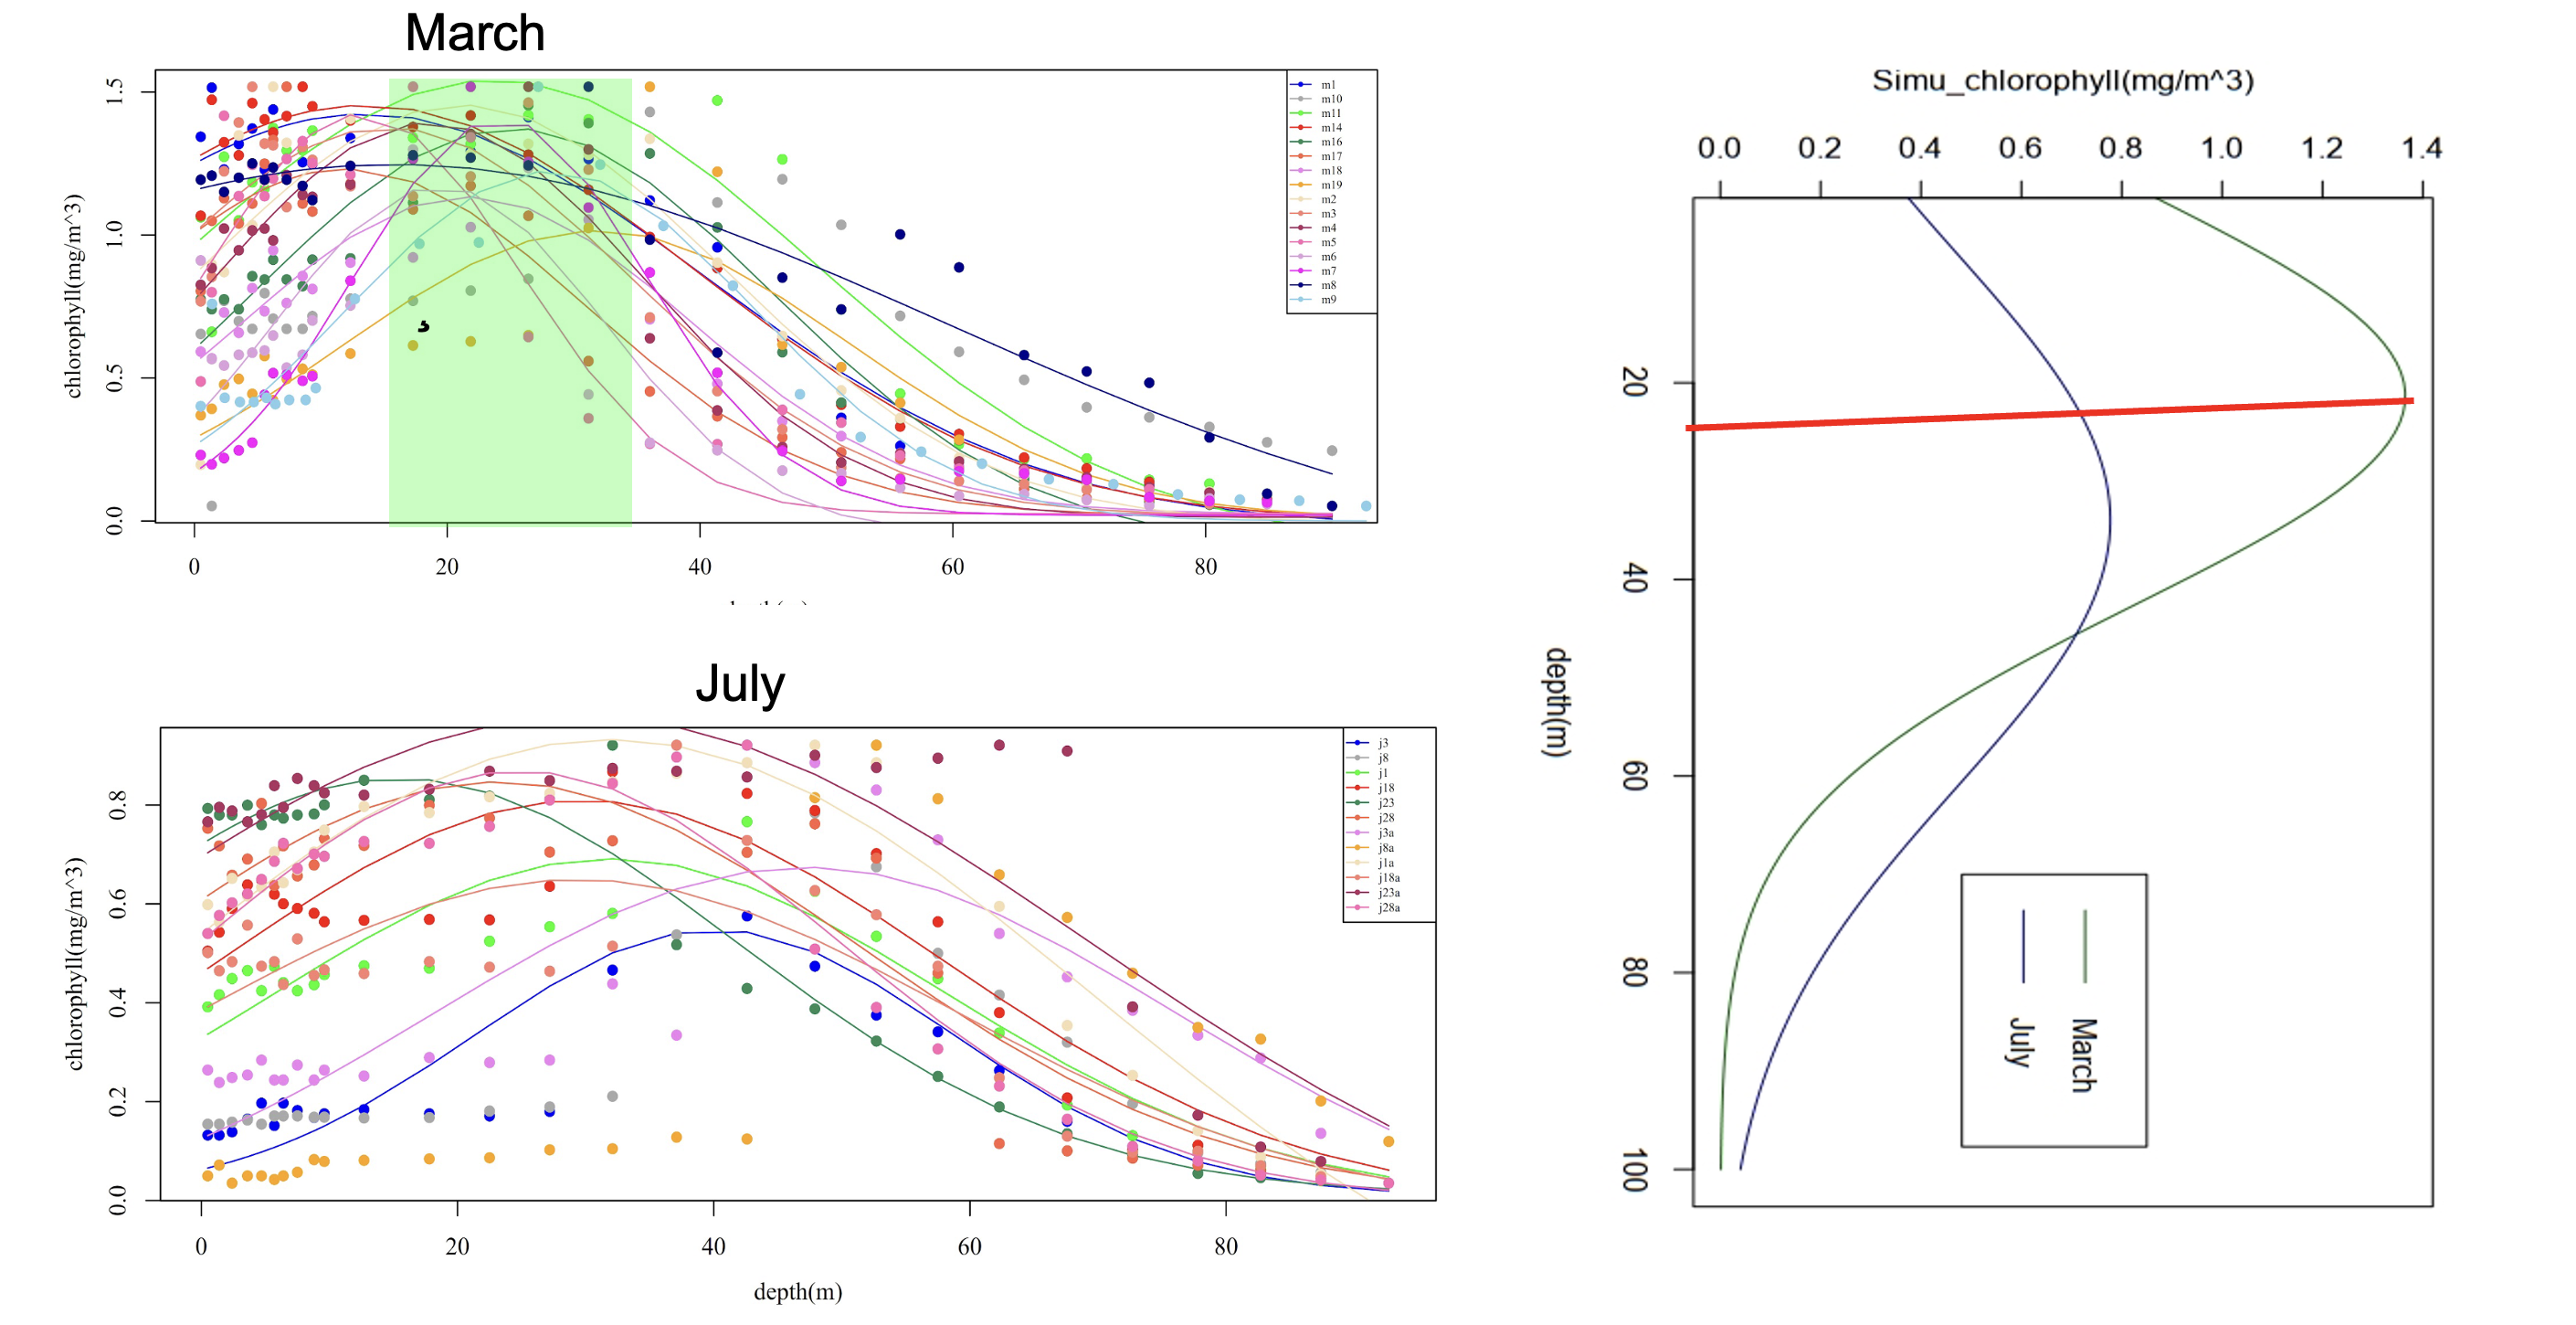 March
chlorophyll(mg/m^3)
1.5
1.0
0.5
0.0
0 20 40 60 80
m1
m10
m11
m14
m16
m17
m18
m19
m2
m3
m4
m5
m6
m7
m8
m9
July
chlorophyll(mg/m^3)
0.8
0.6
0.4
0.2
0.0
0 20 40 60 80
depth(m)
j3
j8
j1
j18
j23
j28
j3a
j8a
j1a
j18a
j23a
j28a
Simu_chlorophyll(mg/m^3)
0.0 0.2 0.4 0.6 0.8 1.0 1.2 1.4
20
40
60
80
100
depth(m)
March
July